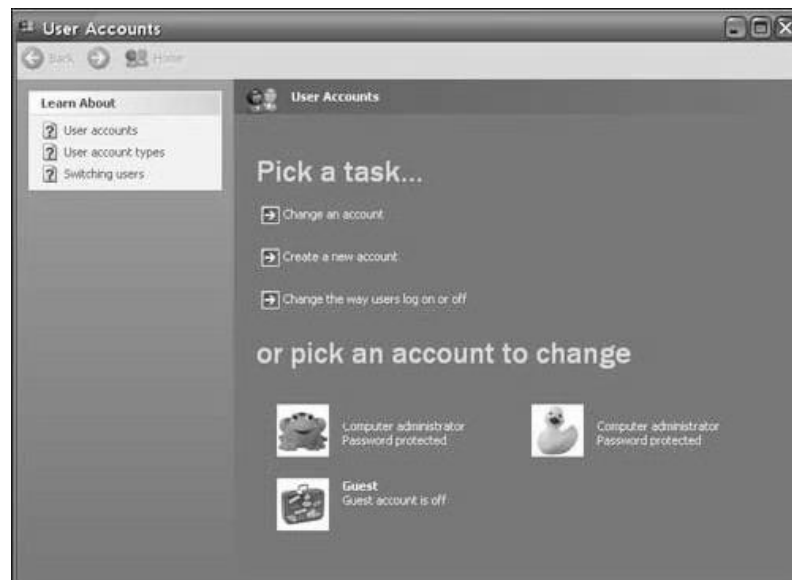 User Accounts
Back Home
Learn About
User accounts
User account types
Switching users
User Accounts
Pick a task...
Change an account
Create a new account
Change the way users log on or off
or pick an account to change
Computer administrator
Password protected
Computer administrator
Password protected
Guest
Guest account is off